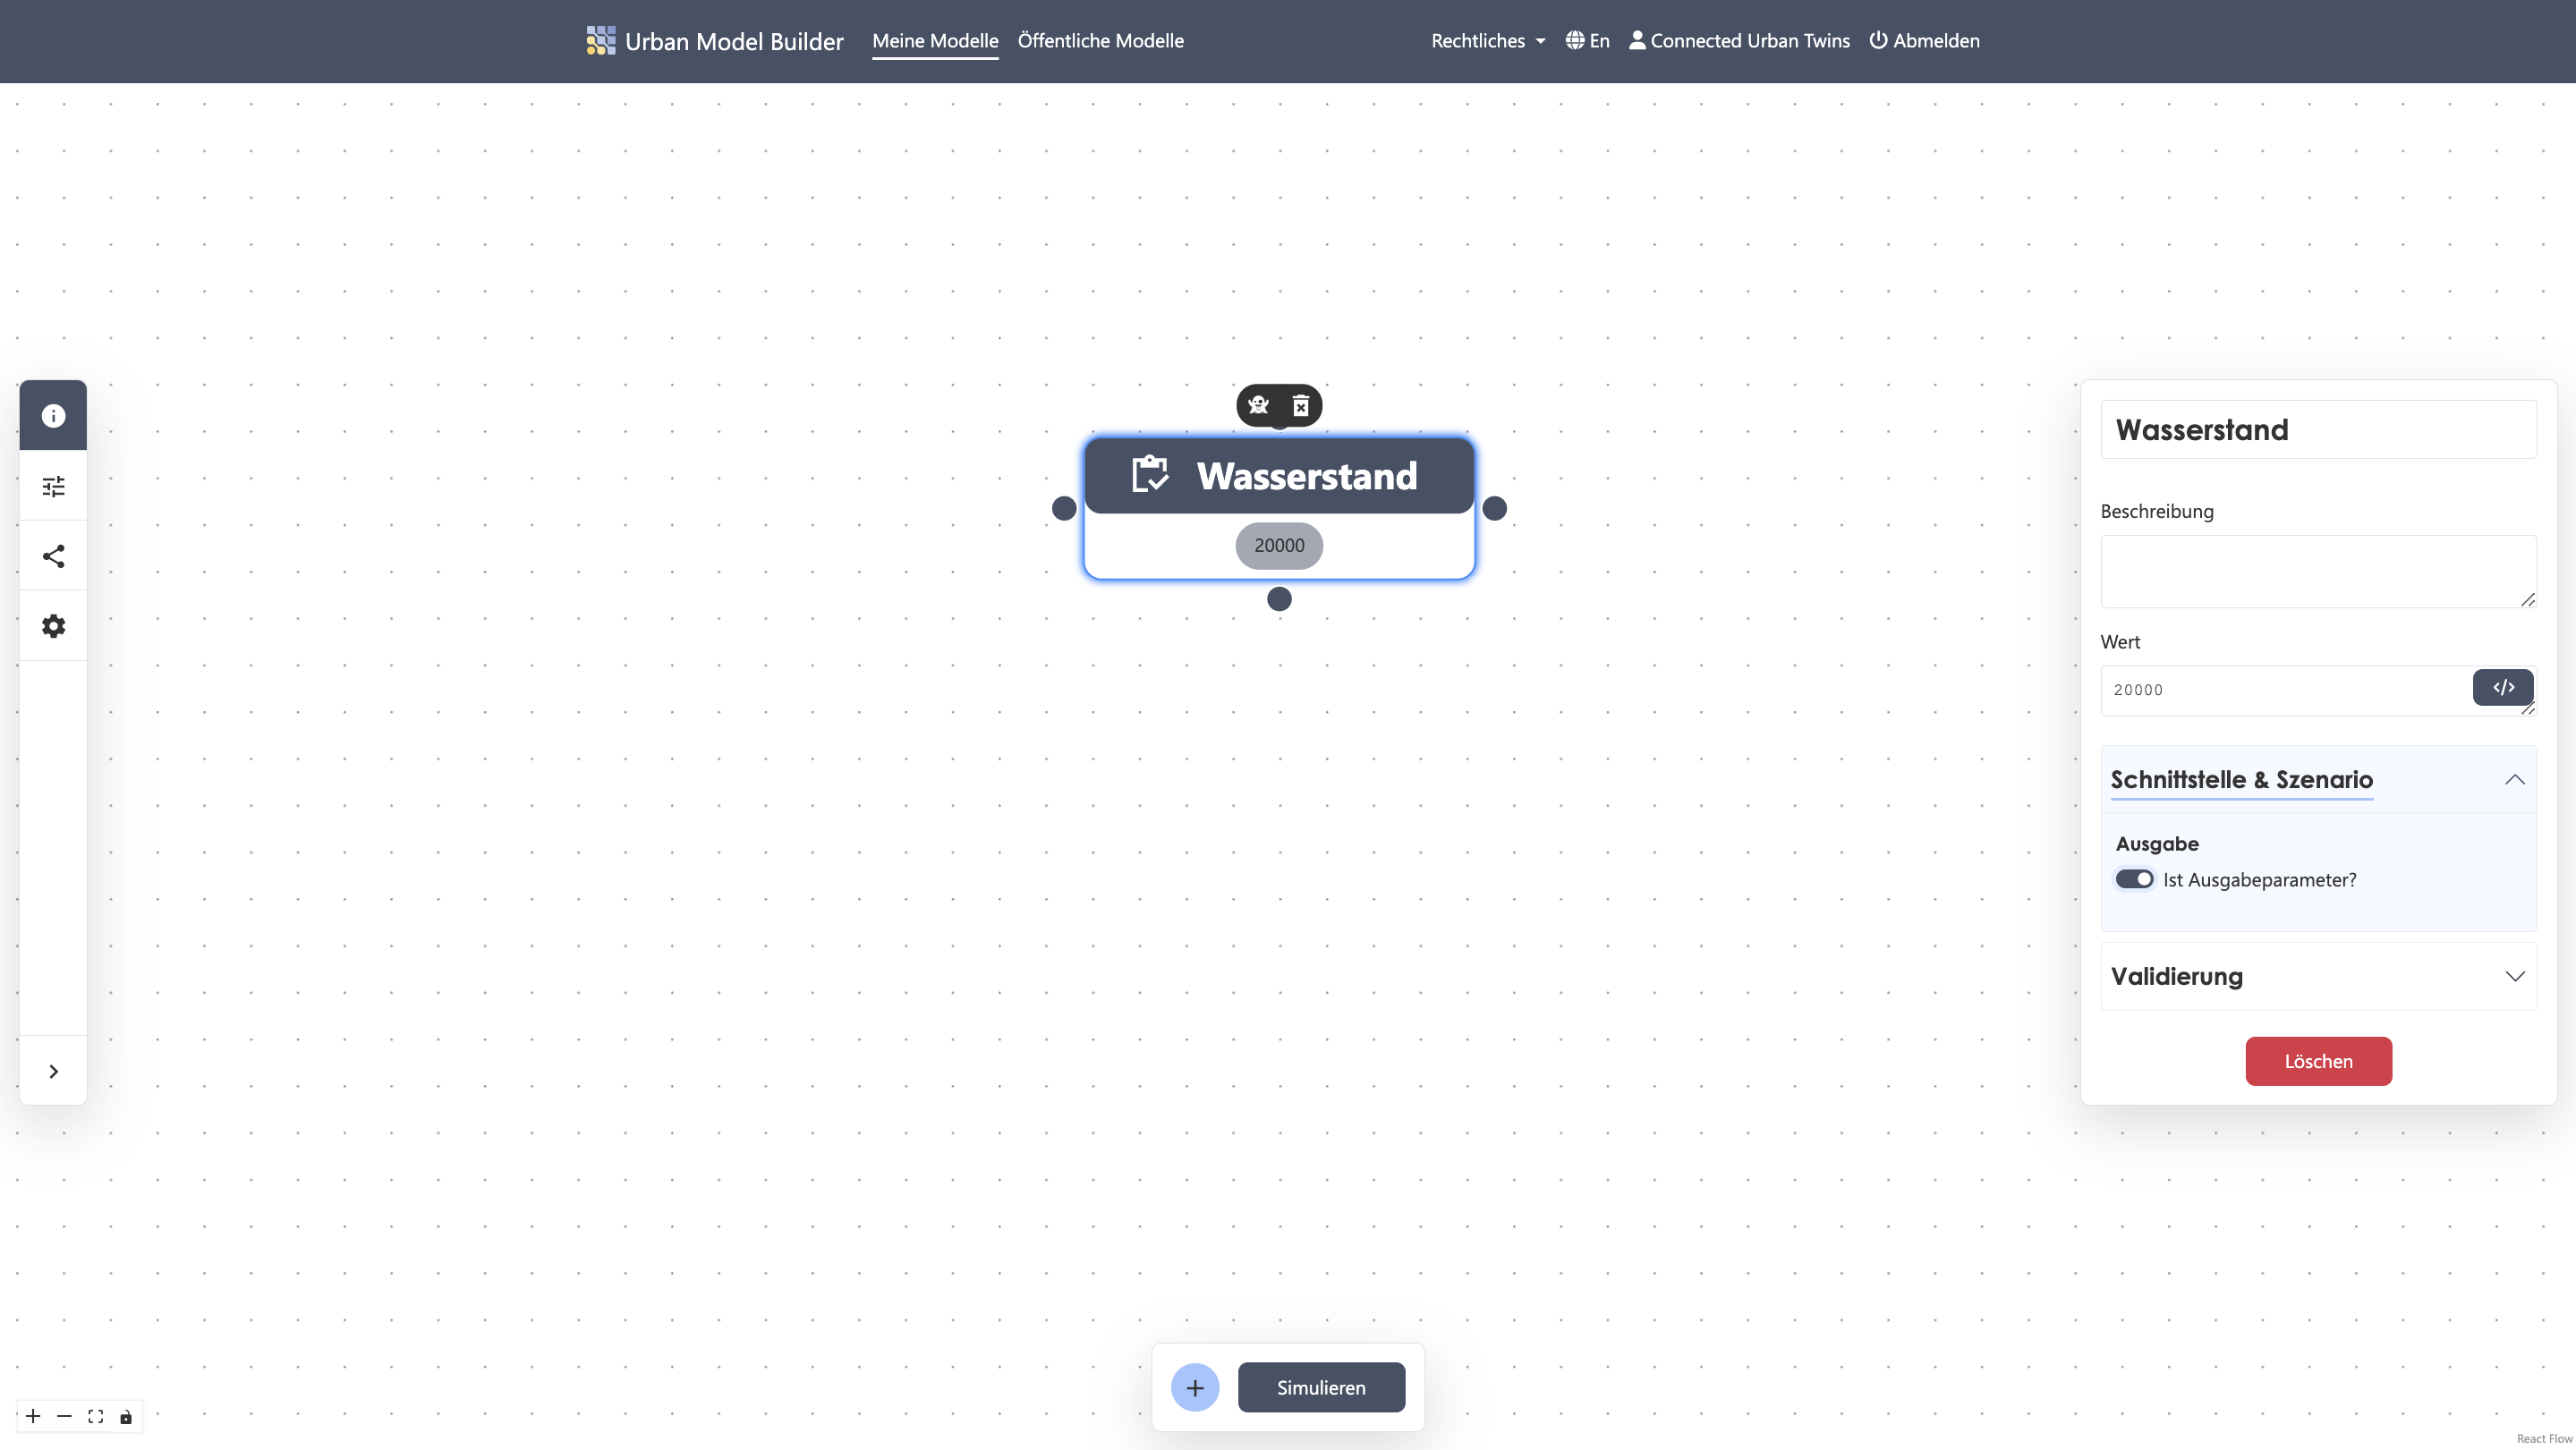 Urban Model Builder
Meine Modelle
Öffentliche Modelle
Rechtliches
En
Connected Urban Twins
Abmelden
Wasserstand
20000
Wasserstand
Beschreibung
Wert
20000
</>
Schnittstelle & Szenario
Ausgabe
Ist Ausgabeparameter?
Validierung
Löschen
Simulieren
React Flow